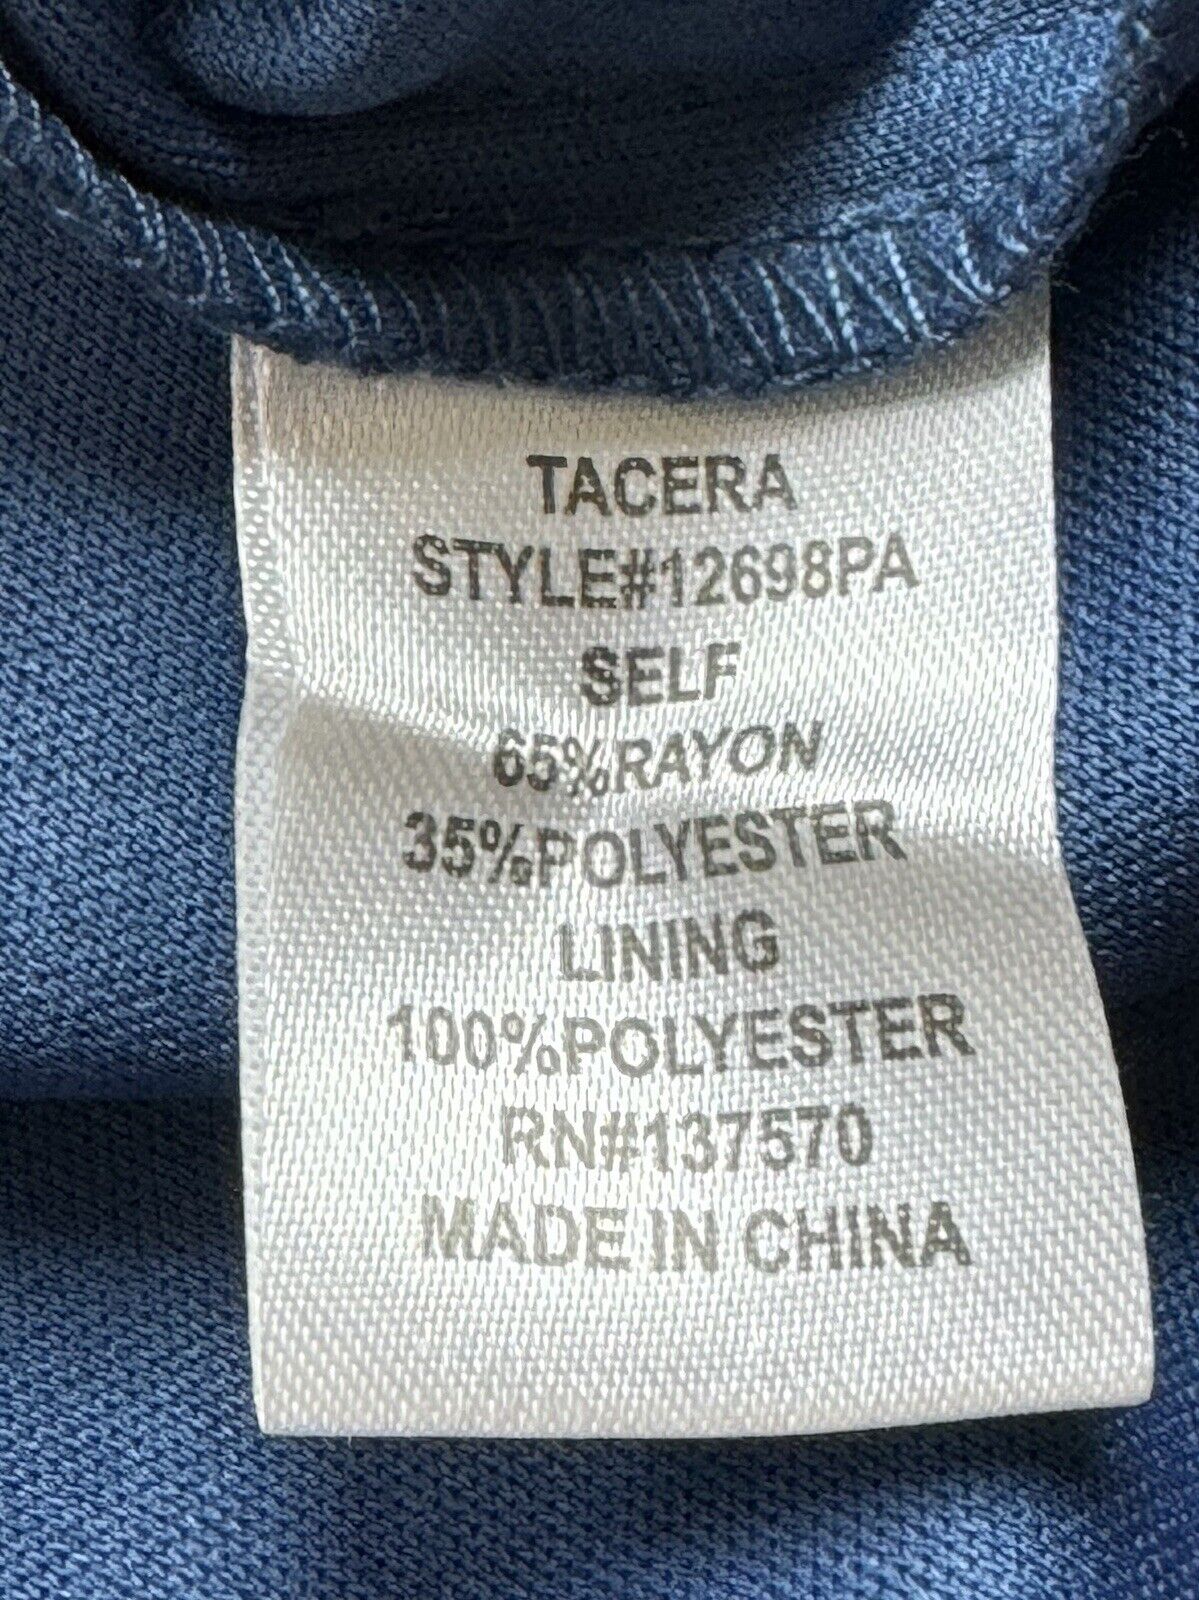 TACERA
STYLE#12698PA
SELF
65%RAYON
35%POLYESTER
LINING
100%POLYESTER
RN#137570
MADE IN CHINA